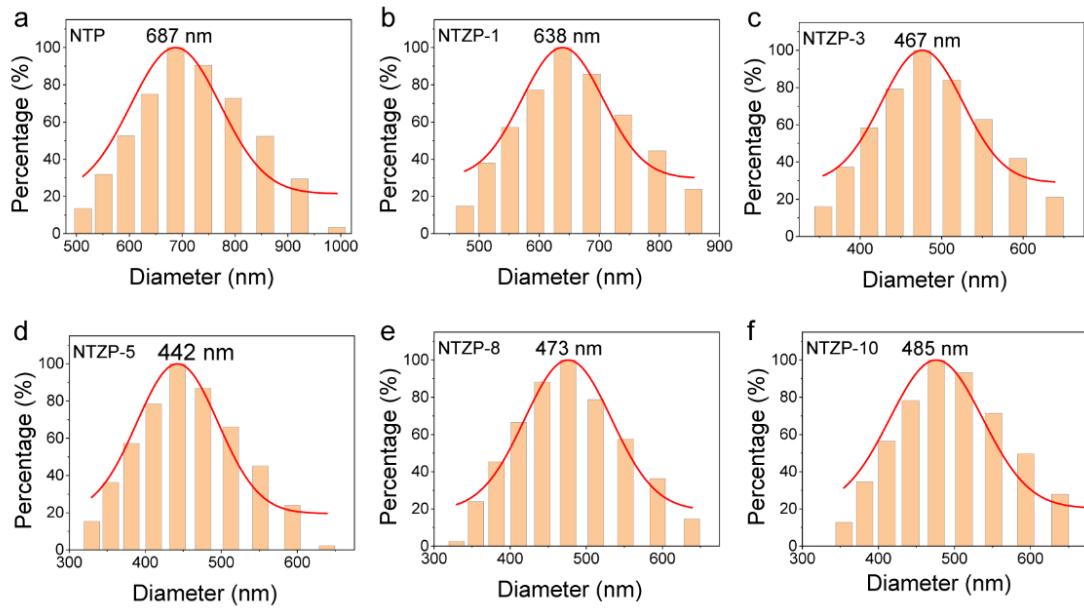 a
NTP
687 nm
Percentage (%)
100
80
60
40
20
0
500 600 700 800 900 1000
Diameter (nm)
b
NTZP-1
638 nm
Percentage (%)
100
80
60
40
20
0
500 600 700 800 900
Diameter (nm)
c
NTZP-3
467 nm
Percentage (%)
100
80
60
40
20
0
400 500 600
Diameter (nm)
d
NTZP-5
442 nm
Percentage (%)
100
80
60
40
20
0
300 400 500 600
Diameter (nm)
e
NTZP-8
473 nm
Percentage (%)
100
80
60
40
20
0
300 400 500 600
Diameter (nm)
f
NTZP-10
485 nm
Percentage (%)
100
80
60
40
20
0
300 400 500 600
Diameter (nm)